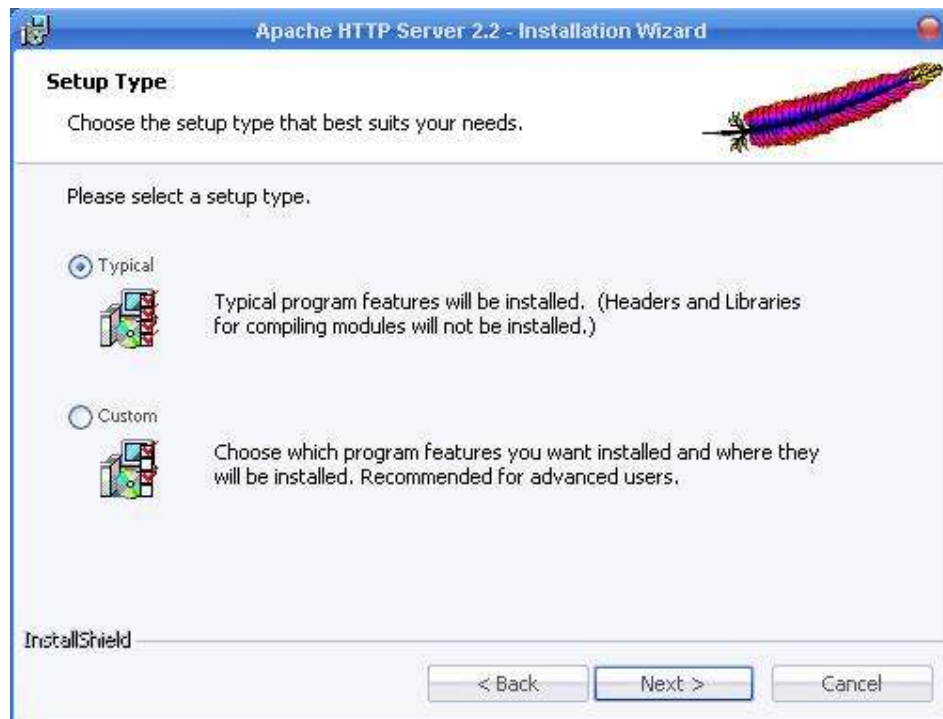 Apache HTTP Server 2.2 - Installation Wizard
Setup Type
Choose the setup type that best suits your needs.
Please select a setup type.
Typical
Typical program features will be installed. (Headers and Libraries
for compiling modules will not be installed.)
Custom
Choose which program features you want installed and where they
will be installed. Recommended for advanced users.
InstallShield
< Back
Next >
Cancel